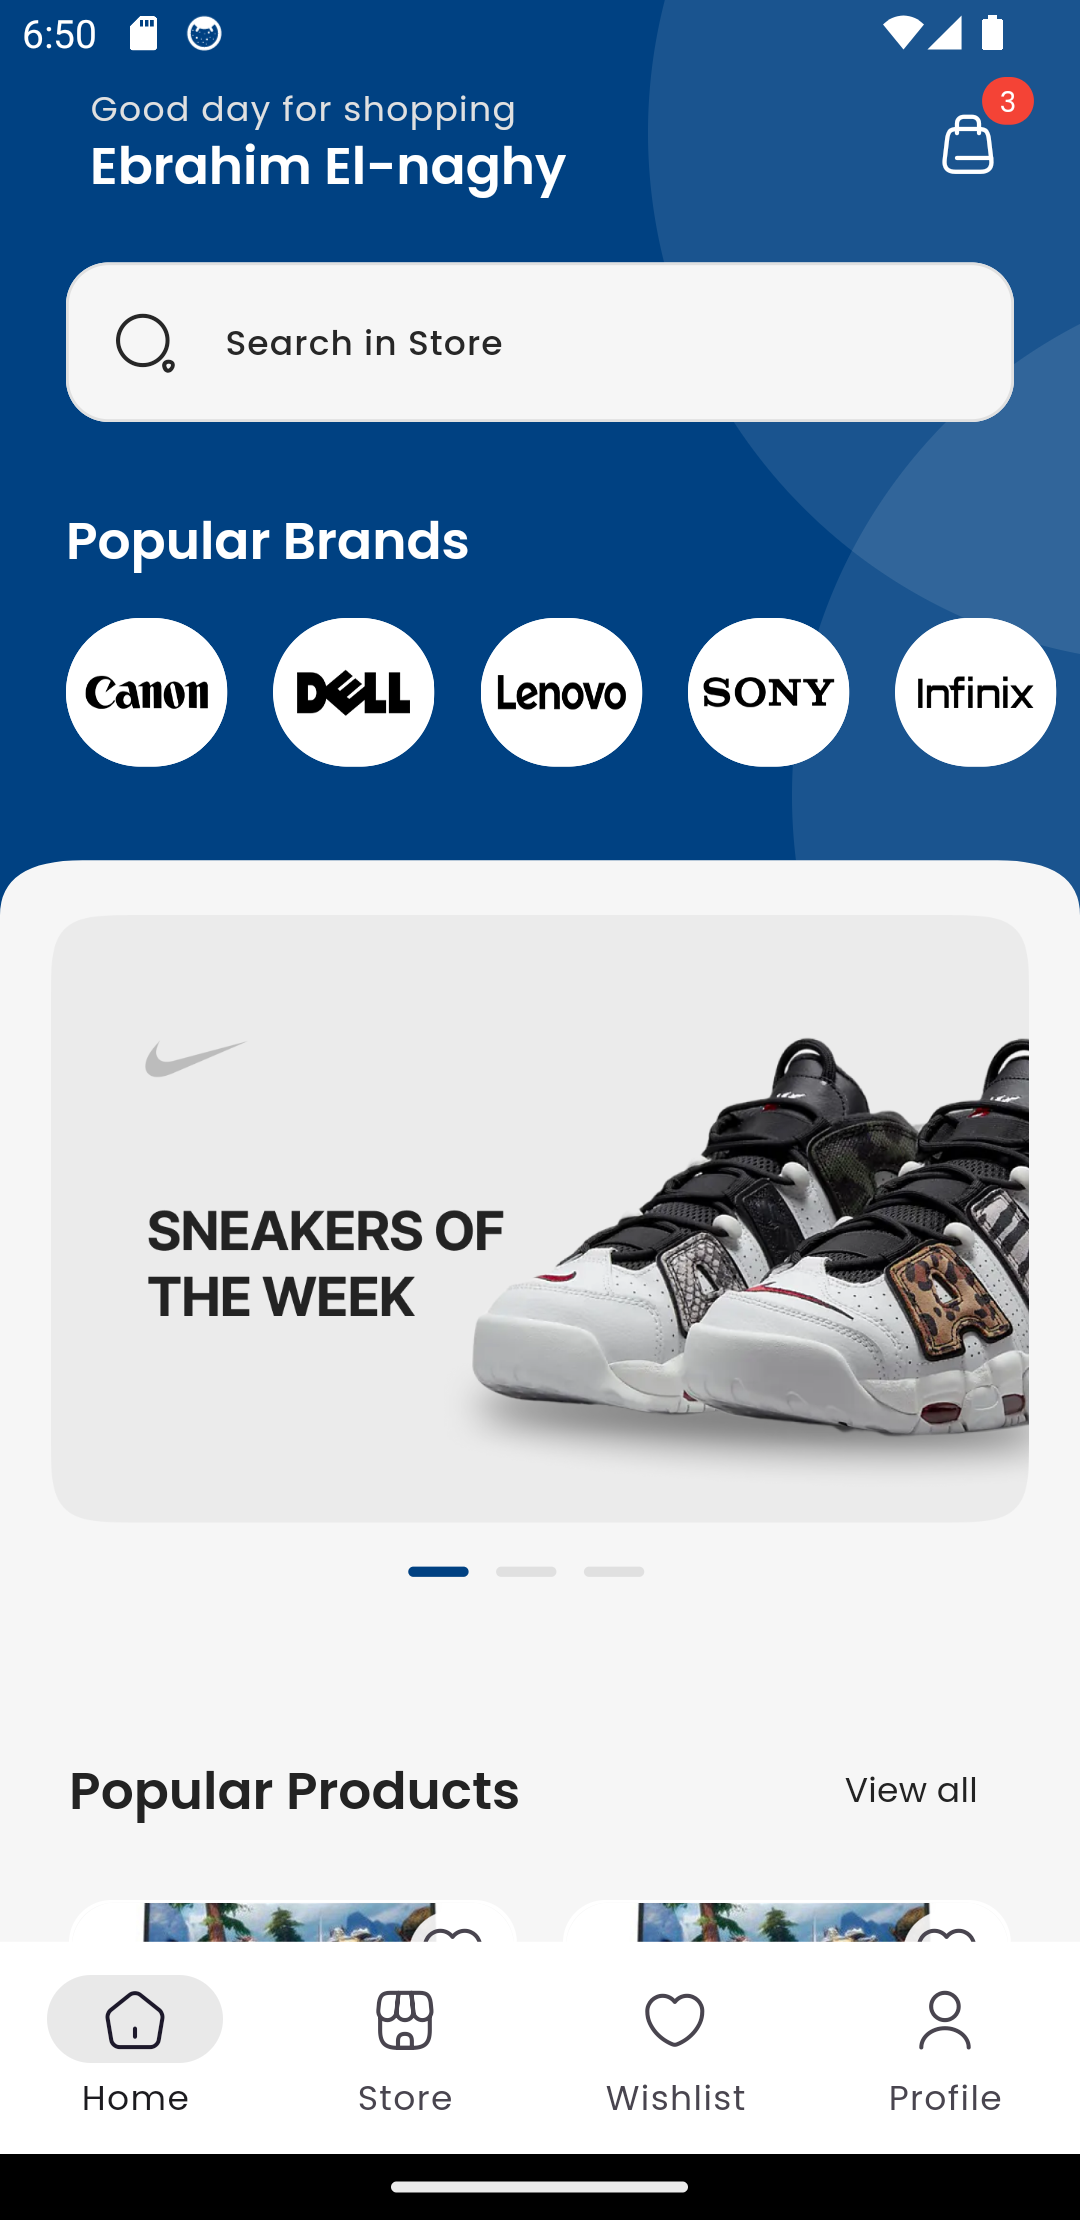 6:50
Good day for shopping
3
Ebrahim El-naghy
Search in Store
Popular Brands
Canon
DELL
Lenovo
SONY
Infinix
SNEAKERS OF
THE WEEK
Popular Products
View all
Home
Store
Wishlist
Profile